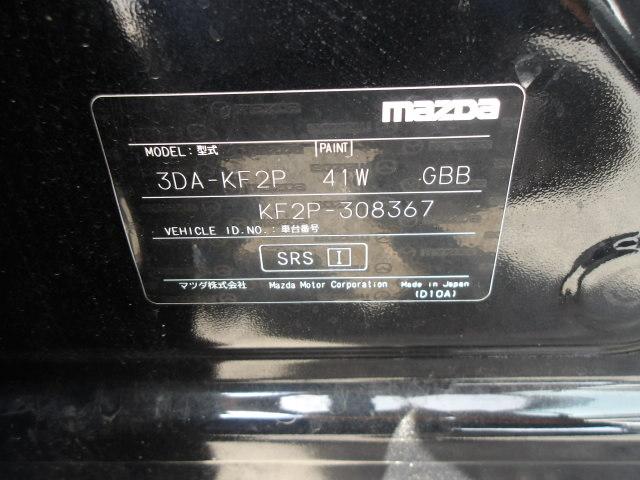 mazda
MODEL：型式 PAINT
3DA-KF2P 41W GBB
KF2P-308367
VEHICLE ID.NO.：車台番号
SRS I
マツダ株式会社 Mazda Motor Corporation Made in Japan
(D10A)